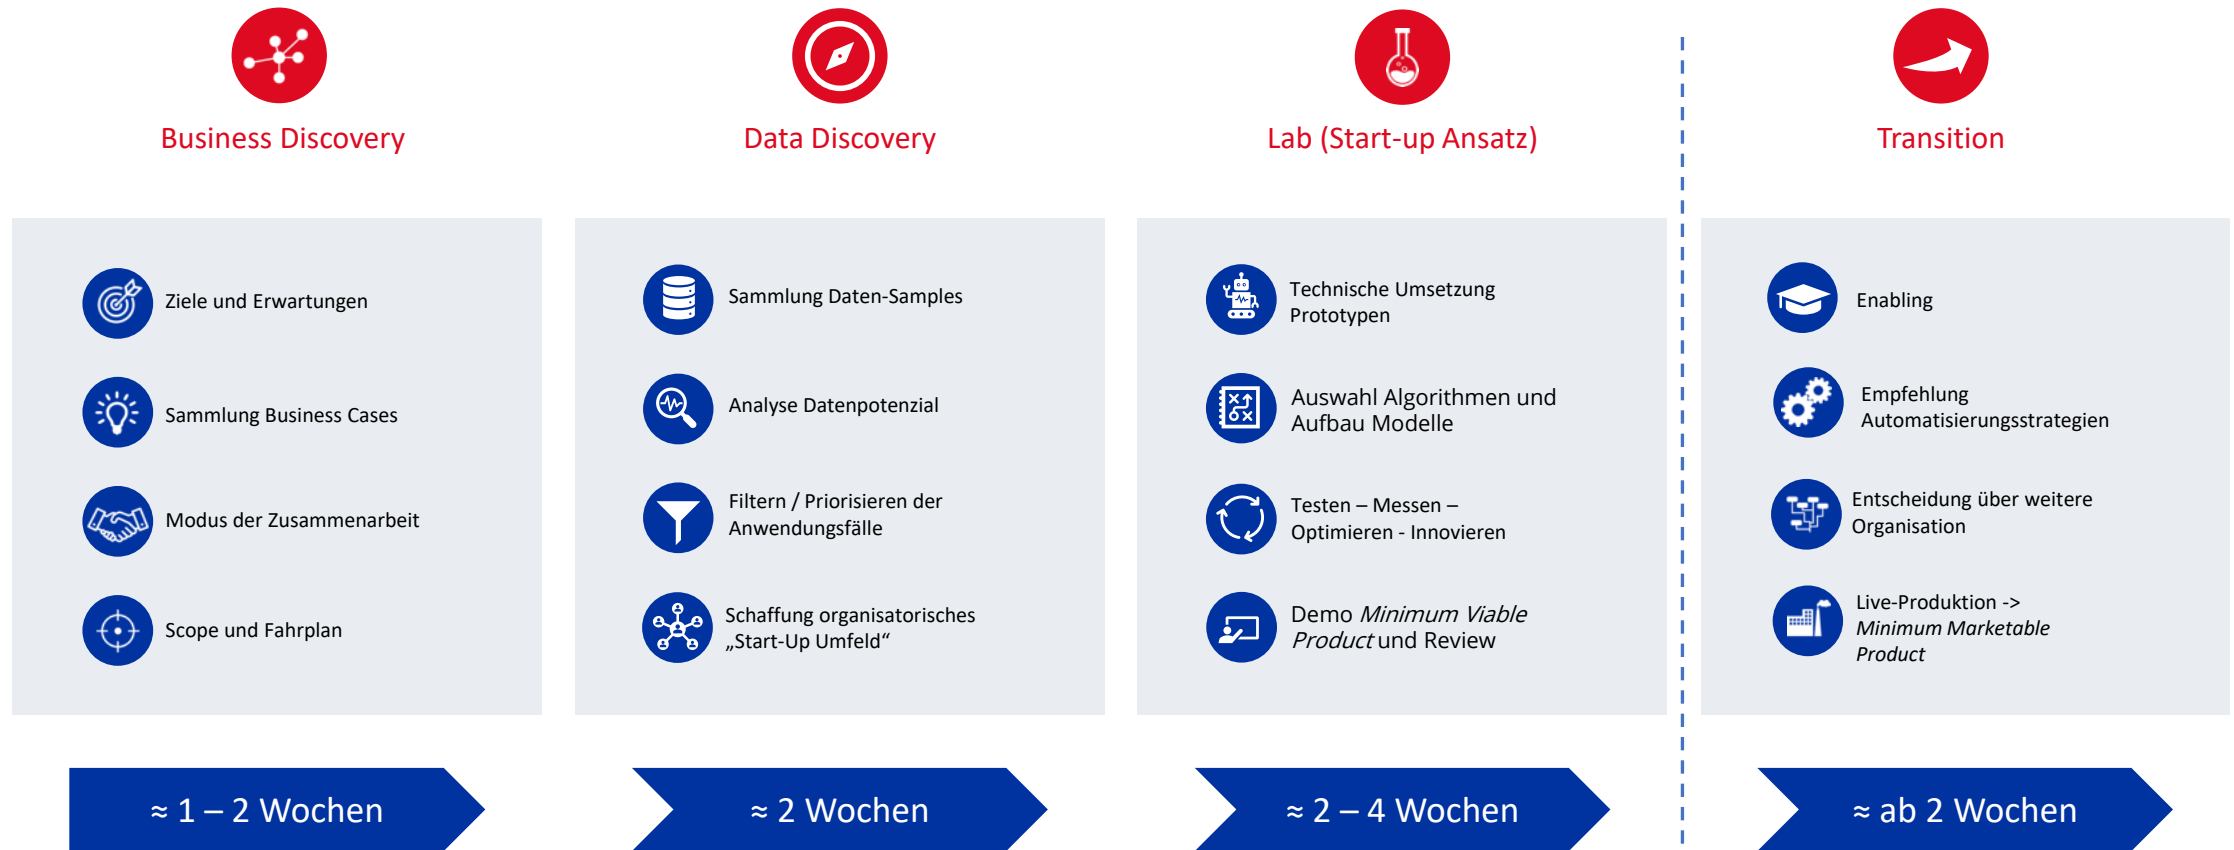 Business Discovery
Ziele und Erwartungen
Sammlung Business Cases
Modus der Zusammenarbeit
Scope und Fahrplan
≈ 1 – 2 Wochen
Data Discovery
Sammlung Daten-Samples
Analyse Datenpotenzial
Filtern / Priorisieren der
Anwendungsfälle
Schaffung organisatorisches
„Start-Up Umfeld“
≈ 2 Wochen
Lab (Start-up Ansatz)
Technische Umsetzung
Prototypen
Auswahl Algorithmen und
Aufbau Modelle
Testen – Messen –
Optimieren - Innovieren
Demo Minimum Viable
Product und Review
≈ 2 – 4 Wochen
Transition
Enabling
Empfehlung
Automatisierungsstrategien
Entscheidung über weitere
Organisation
Live-Produktion ->
Minimum Marketable
Product
≈ ab 2 Wochen